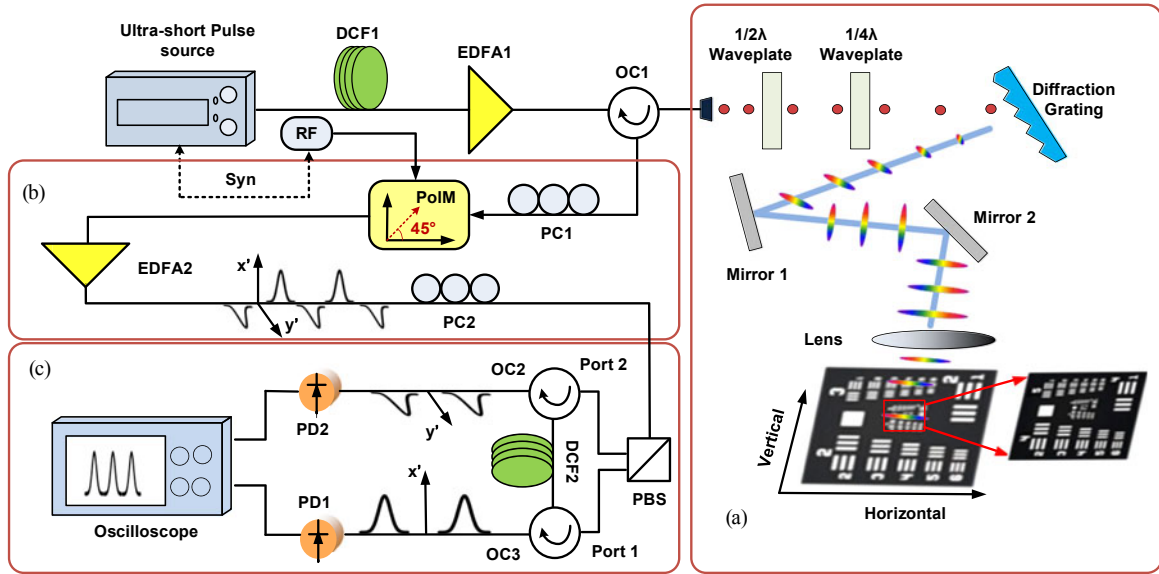 Ultra-short Pulse
source
DCF1
EDFA1
OC1
1/2λ
Waveplate
1/4λ
Waveplate
Diffraction
Grating
RF
Syn
(b)
PolM
45°
PC1
Mirror 1
Mirror 2
EDFA2
x'
y'
PC2
Lens
(c)
OC2
Port 2
PD2
y'
DCF2
PBS
x'
PD1
Oscilloscope
OC3
Port 1
Vertical
Horizontal
(a)